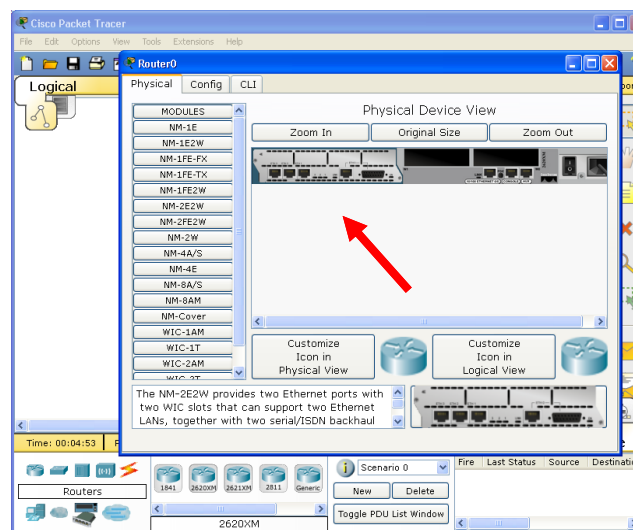 Cisco Packet Tracer
File Edit Options View Tools Extensions Help
Router0
Logical
Physical Config CLI
MODULES
NM-1E
NM-1E2W
NM-1FE-FX
NM-1FE-TX
NM-1FE2W
NM-2E2W
NM-2FE2W
NM-2W
NM-4A/S
NM-4E
NM-8A/S
NM-8AM
NM-Cover
WIC-1AM
WIC-1T
WIC-2AM
WIC-2T
Physical Device View
Zoom In Original Size Zoom Out
Customize
Icon in
Physical View
Customize
Icon in
Logical View
The NM-2E2W provides two Ethernet ports with
two WIC slots that can support two Ethernet
LANs, together with two serial/ISDN backhaul
Time: 00:04:53
Routers
1841 2620XM 2621XM 2811 Generic
2620XM
Scenario 0
New Delete
Toggle PDU List Window
Fire Last Status Source Destinati